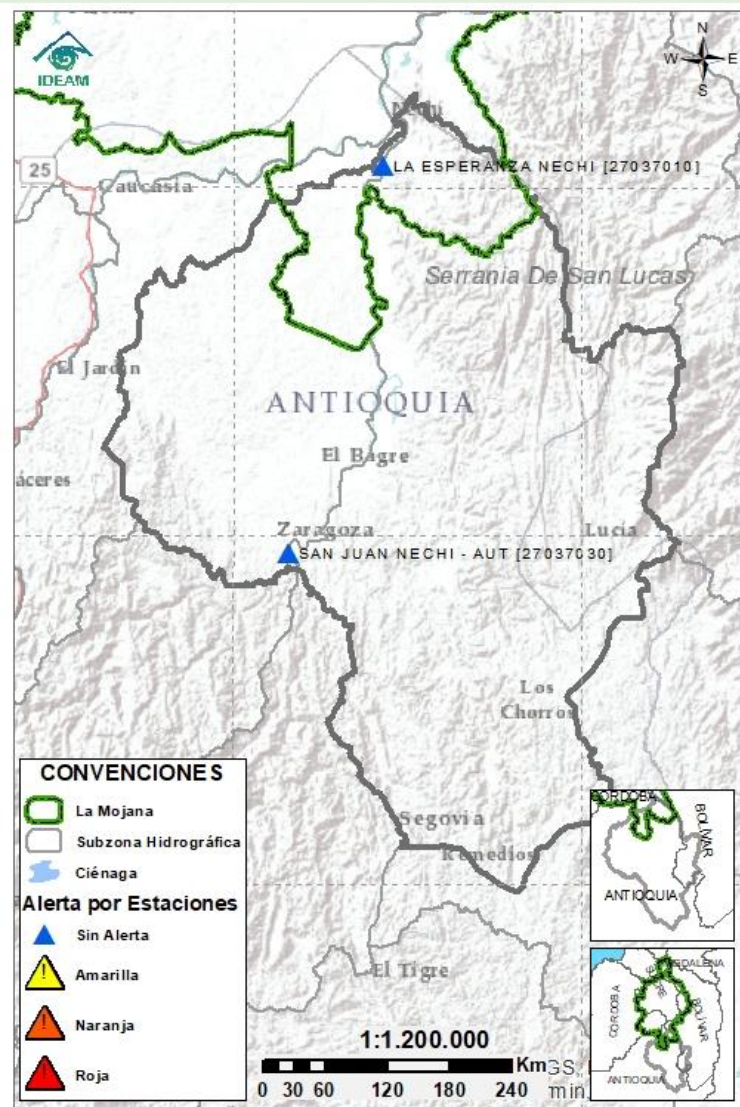 IDEAM
N
W E
S
Nechí
LA ESPERANZA NECHI [27037010]
25
Caucasia
Serrania De San Lucas
El Jardin
ANTIOQUIA
El Bagre
áceres
Zaragoza
Lucia
SAN JUAN NECHI - AUT [27037030]
Los
Chorros
Segovia
Remedios
El Tigre
CONVENCIONES
La Mojana
Subzona Hidrográfica
Ciénaga
Alerta por Estaciones
Sin Alerta
Amarilla
Naranja
Roja
1:1.200.000
Km
0 30 60 120 180 240
CORDOBA
BOLÍVAR
ANTIOQUIA
CORDOBA
BOLÍVAR
ANTIOQUIA